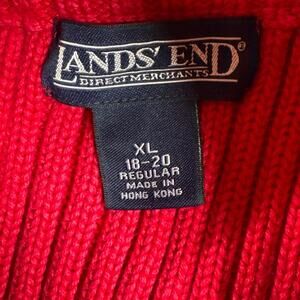 LANDS' END
DIRECT MERCHANTS
XL
18-20
REGULAR
MADE IN
HONG KONG